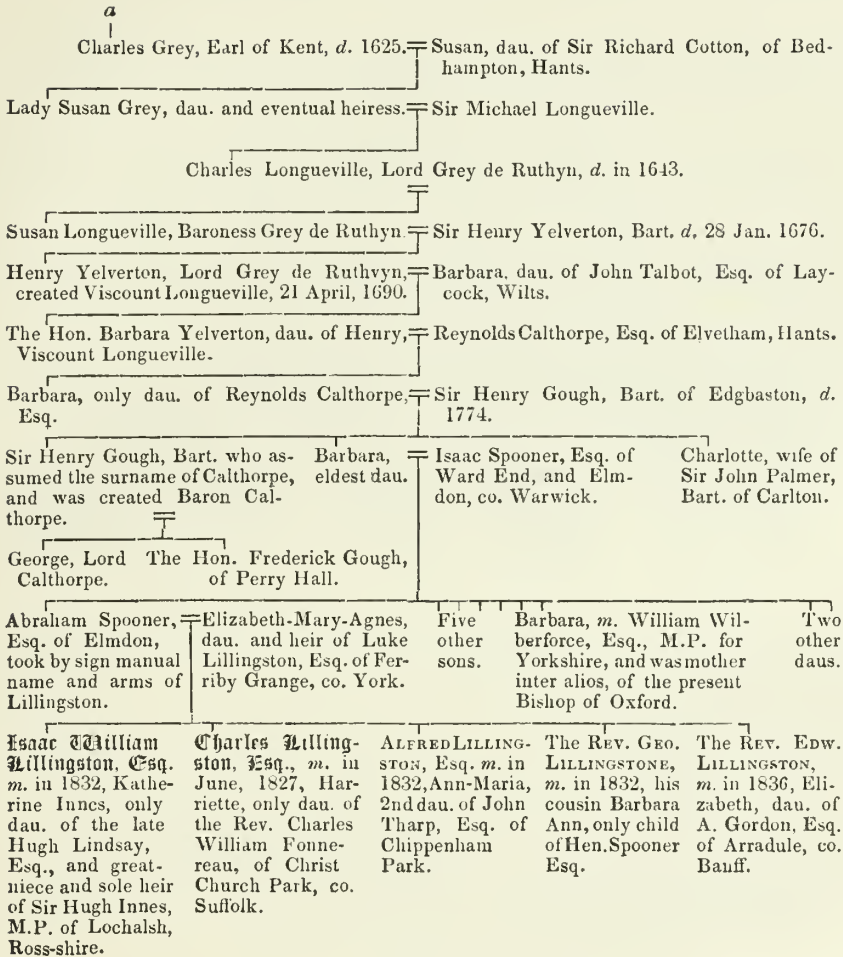 a
Charles Grey, Earl of Kent, d. 1625.
Susan, dau. of Sir Richard Cotton, of Bed-
hampton, Hants.
Lady Susan Grey, dau. and eventual heiress.
Sir Michael Longueville.
Charles Longueville, Lord Grey de Ruthyn, d. in 1643.
Susan Longueville, Baroness Grey de Ruthyn.
Sir Henry Yelverton, Bart. d. 28 Jan. 1676.
Henry Yelverton, Lord Grey de Ruthvyn,
created Viscount Longueville, 21 April, 1690.
Barbara, dau. of John Talbot, Esq. of Lay-
cock, Wilts.
The Hon. Barbara Yelverton, dau. of Henry,
Viscount Longueville.
Reynolds Calthorpe, Esq. of Elvetham, Hants.
Barbara, only dau. of Reynolds Calthorpe,
Esq.
Sir Henry Gough, Bart. of Edgbaston, d.
1774.
Sir Henry Gough, Bart. who as-
sumed the surname of Calthorpe,
and was created Baron Cal-
thorpe.
Barbara,
eldest dau.
Isaac Spooner, Esq. of
Ward End, and Elm-
don, co. Warwick.
Charlotte, wife of
Sir John Palmer,
Bart. of Carlton.
George, Lord
Calthorpe.
The Hon. Frederick Gough,
of Perry Hall.
Abraham Spooner,
Esq. of Elmdon,
took by sign manual
name and arms of
Lillingston.
Elizabeth-Mary-Agnes,
dau. and heir of Luke
Lillingston, Esq. of Fer-
riby Grange, co. York.
Five
other
sons.
Barbara, m. William Wil-
berforce, Esq., M.P. for
Yorkshire, and was mother
inter alios, of the present
Bishop of Oxford.
Two
other
daus.
Isaac William
Lillingston, Esq.
m. in 1832, Kathe-
rine Innes, only
dau. of the late
Hugh Lindsay,
Esq., and great-
niece and sole heir
of Sir Hugh Innes,
M.P. of Lochalsh,
Ross-shire.
Charles Lilling-
ston, Esq., m. in
June, 1827, Har-
riette, only dau. of
the Rev. Charles
William Fonne-
reau, of Christ
Church Park, co.
Suffolk.
ALFRED LILLING-
STON, Esq. m. in
1832, Ann-Maria,
2nd dau. of John
Tharp, Esq. of
Chippenham
Park.
The REV. GEO.
LILLINGSTONE,
m. in 1832, his
cousin Barbara
Ann, only child
of Hen. Spooner
Esq.
The REV. EDW.
LILLINGSTON,
m. in 1836, Eli-
zabeth, dau. of
A. Gordon, Esq.
of Arradule, co.
Banff.